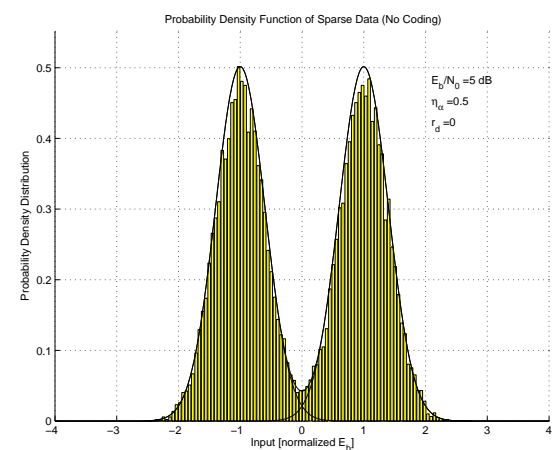 Probability Density Function of Sparse Data (No Coding)
Probability Density Distribution
0.5
0.4
0.3
0.2
0.1
0
E_b/N_0 =5 dB
η_α =0.5
r_d =0
−4 −3 −2 −1 0 1 2 3 4
Input [normalized E_b]